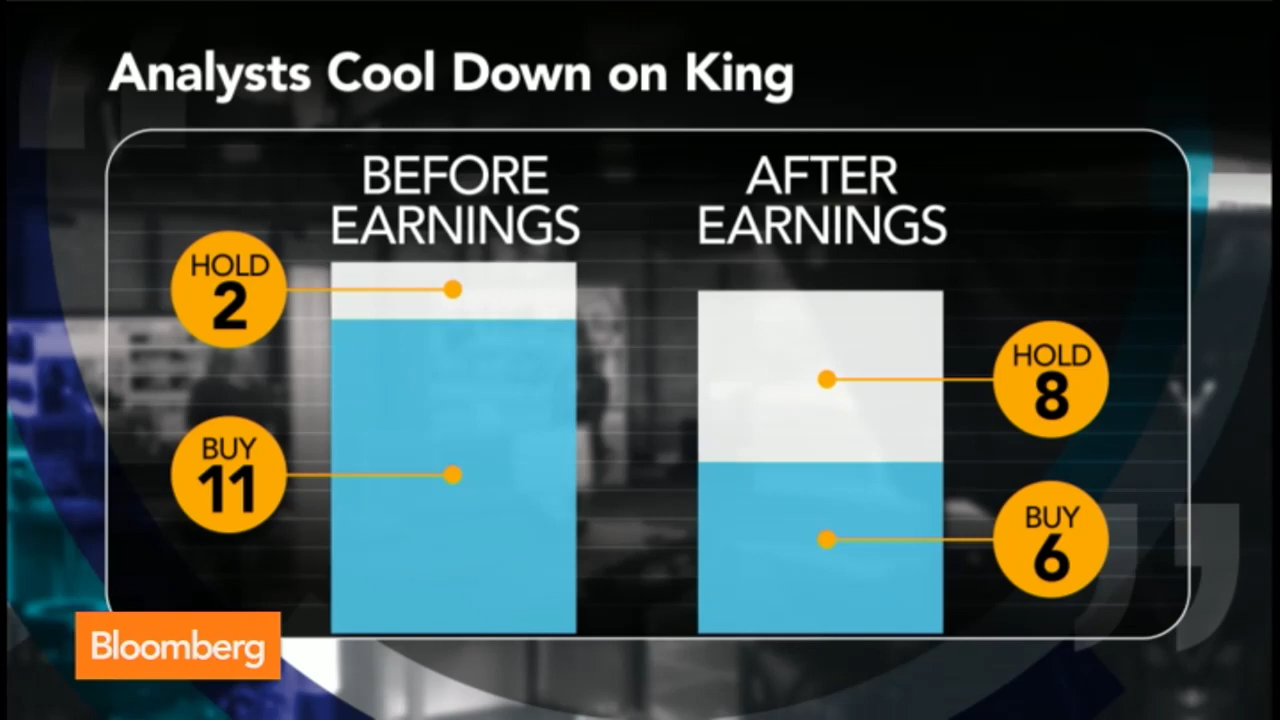 Analysts Cool Down on King
BEFORE
EARNINGS
AFTER
EARNINGS
HOLD
2
BUY
11
HOLD
8
BUY
6
Bloomberg